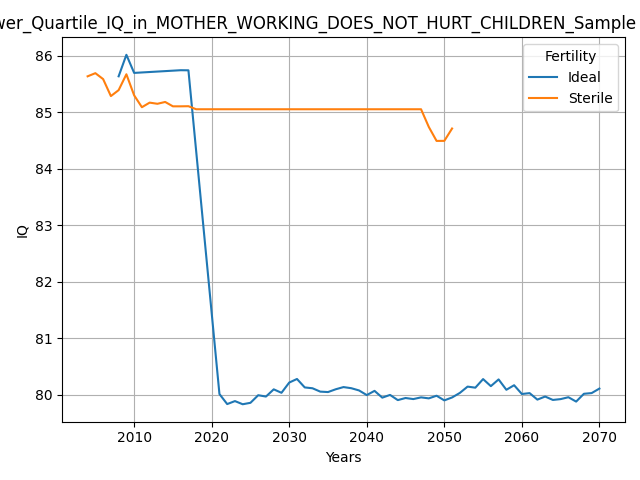 wer_Quartile_IQ_in_MOTHER_WORKING_DOES_NOT_HURT_CHILDREN_Sample
Fertility
Ideal
Sterile
86
85
84
83
82
81
80
IQ
2010 2020 2030 2040 2050 2060 2070
Years